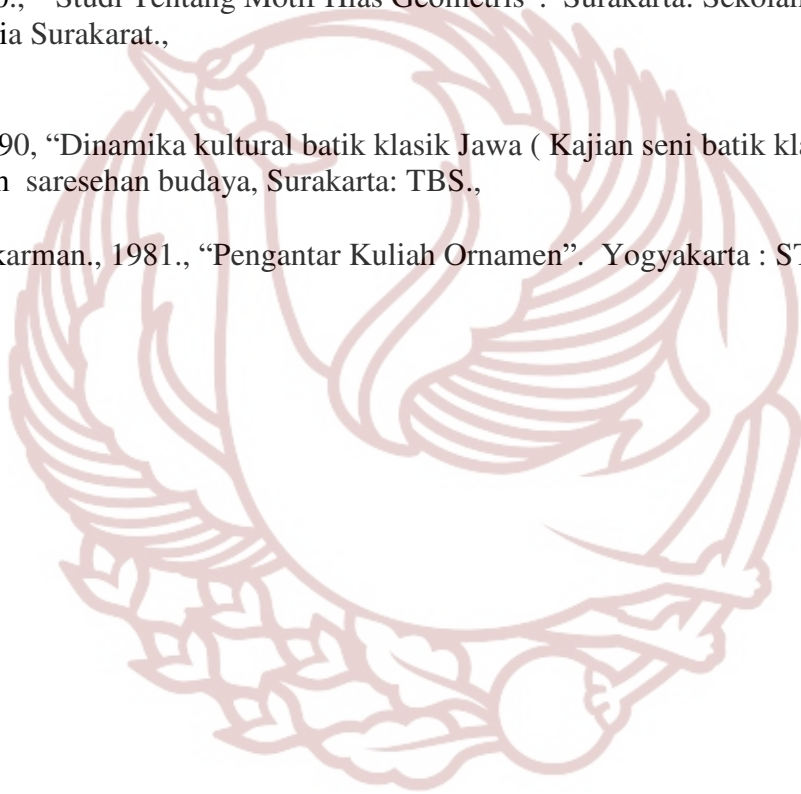 “Studi Tentang Motif Hias Geometris”. Surakarta: Sekolah
ia Surakarat.,
90, “Dinamika kultural batik klasik Jawa ( Kajian seni batik kla
n saresehan budaya, Surakarta: TBS.,
karman., 1981., “Pengantar Kuliah Ornamen”. Yogyakarta : ST